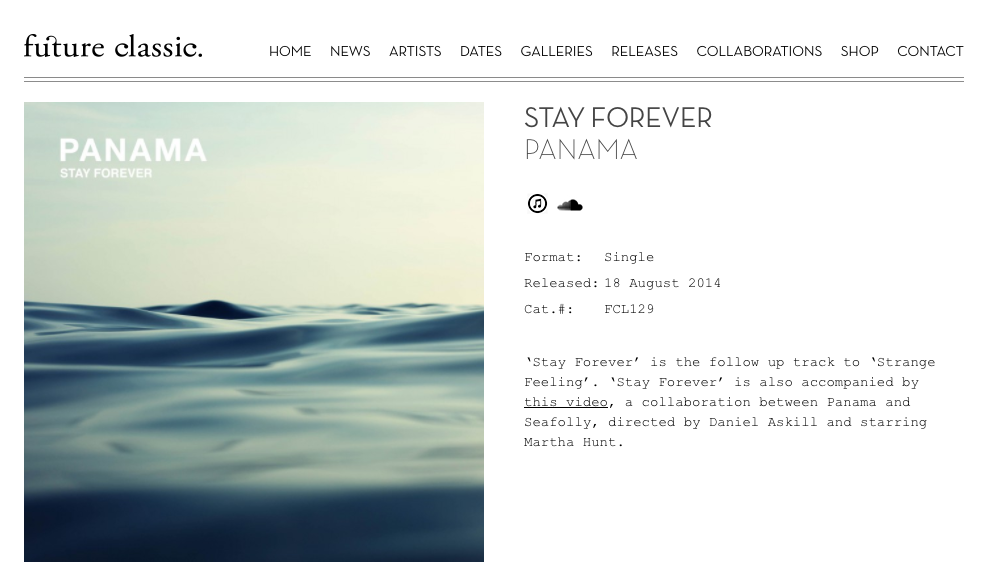 future classic.
HOME NEWS ARTISTS DATES GALLERIES RELEASES COLLABORATIONS SHOP CONTACT
PANAMA
STAY FOREVER
STAY FOREVER
PANAMA
Format: Single
Released: 18 August 2014
Cat.#: FCL129
‘Stay Forever’ is the follow up track to ‘Strange
Feeling’. ‘Stay Forever’ is also accompanied by
this video, a collaboration between Panama and
Seafolly, directed by Daniel Askill and starring
Martha Hunt.